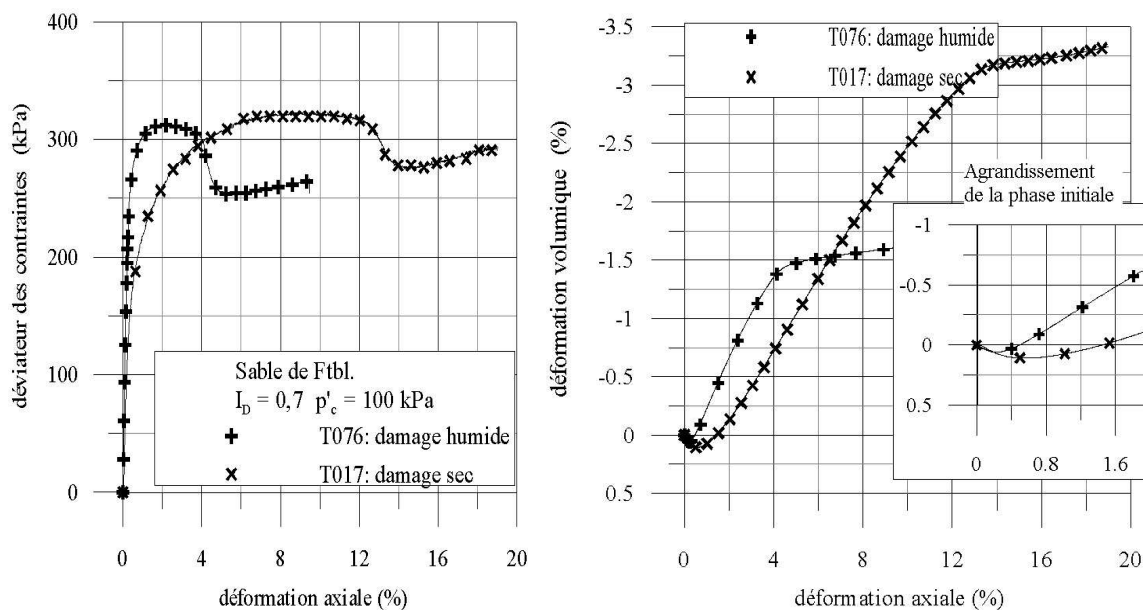 400
300
200
100
0
déviateur des contraintes (kPa)
Sable de Ftbl.
I_D = 0,7 p'_c = 100 kPa
T076: damage humide
T017: damage sec
0 4 8 12 16 20
déformation axiale (%)
-3.5
-3
-2.5
-2
-1.5
-1
-0.5
0
0.5
déformation volumique (%)
T076: damage humide
T017: damage sec
Agrandissement
de la phase initiale
-1
-0.5
0
0.5
0 0.8 1.6
0 4 8 12 16 20
déformation axiale (%)